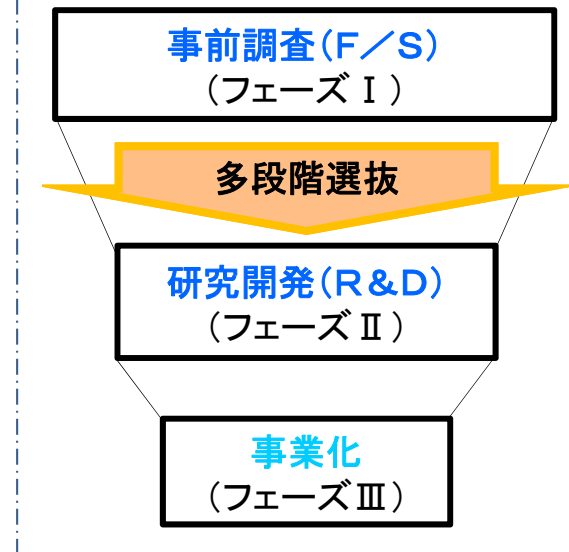 事前調査(F/S)
(フェーズⅠ)
多段階選抜
研究開発(R&D)
(フェーズⅡ)
事業化
(フェーズⅢ)